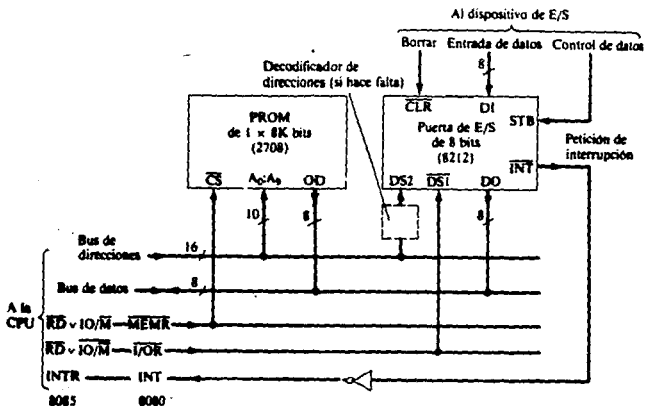 Al dispositivo de E/S
Borrar Entrada de datos Control de datos
8
Decodificador de
direcciones (si hace falta)
PROM
de 1 × 8K bits
(2708)
CS A₀:A₉ OD
CLR DI
STB
Puerta de E/S
de 8 bits
(8212)
INT
DS2 DS1 DO
Petición de
interrupción
10 8 8
Bus de
direcciones
16
Bus de datos
8
A la
CPU
RD v IO/M MEMR
RD v IO/M I/OR
INTR INT
8085 8080